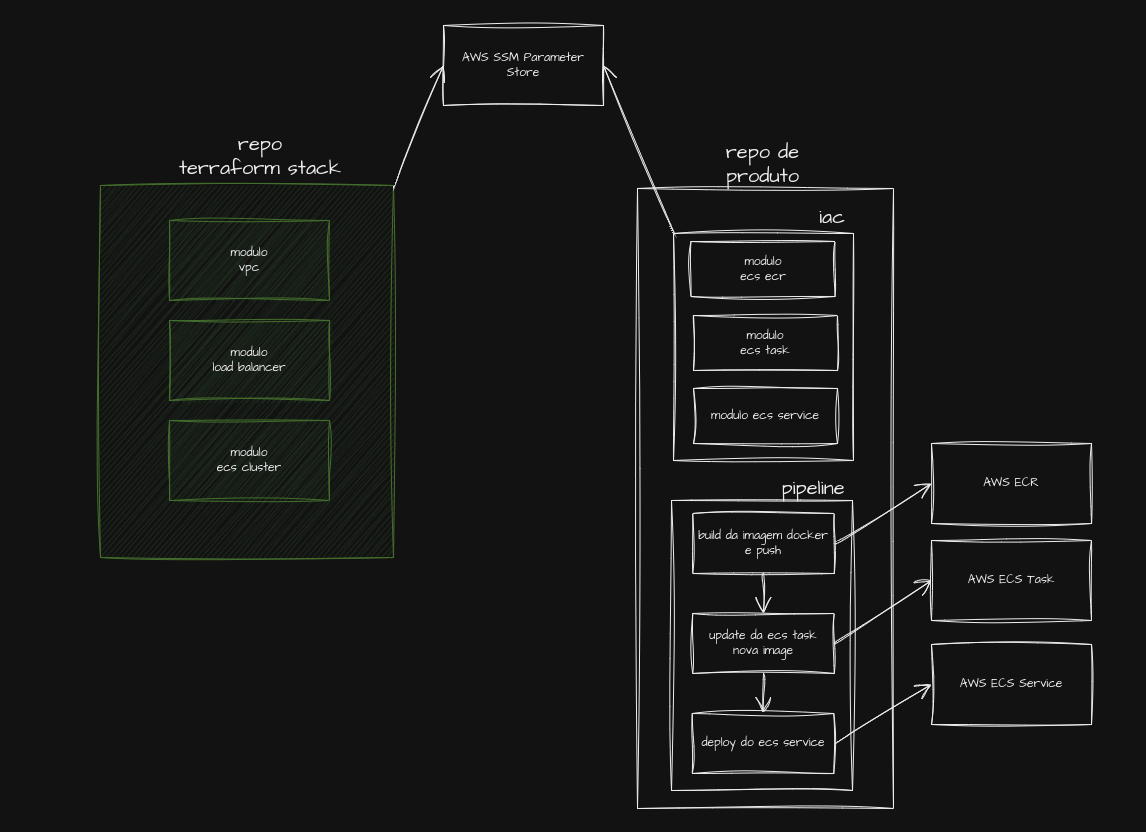 AWS SSM Parameter
Store
repo
terraform stack
modulo
vpc
modulo
load balancer
modulo
ecs cluster
repo de
produto
iac
modulo
ecs ecr
modulo
ecs task
modulo ecs service
pipeline
build da imagem docker
e push
update da ecs task
nova image
deploy do ecs service
AWS ECR
AWS ECS Task
AWS ECS Service